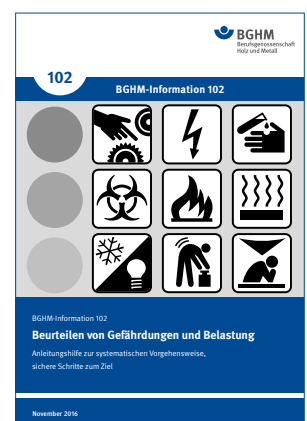 BGHM
Berufsgenossenschaft
Holz und Metall
102
BGHM-Information 102
BGHM-Information 102
Beurteilen von Gefährdungen und Belastung
Anleitungshilfe zur systematischen Vorgehensweise,
sichere Schritte zum Ziel
November 2016